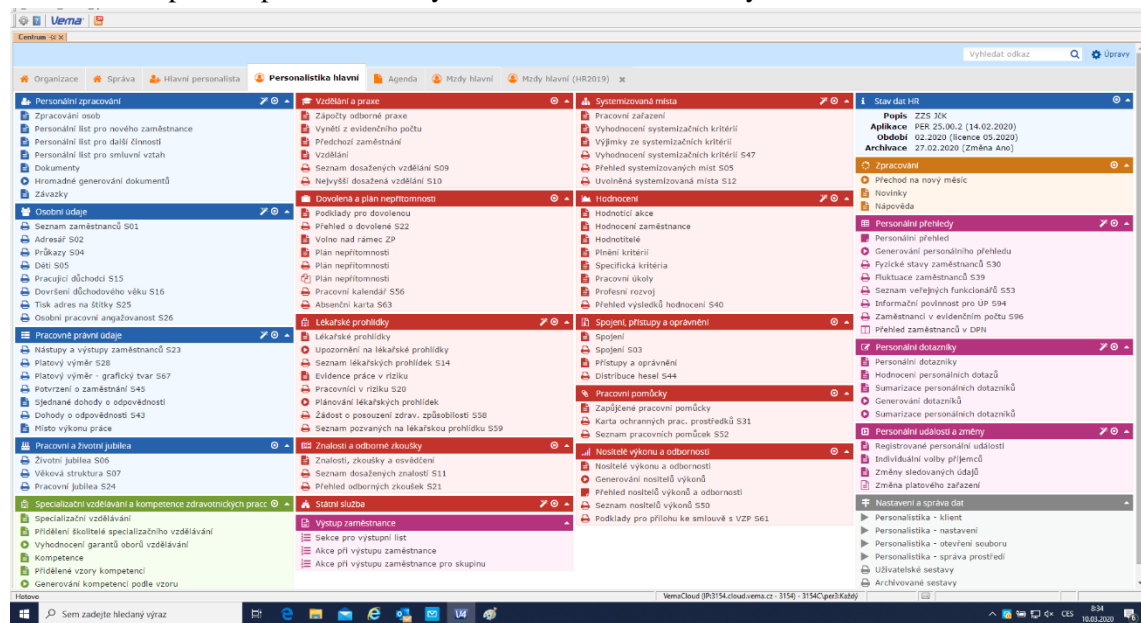 Vema
Centrum
Vyhledat odkaz
Úpravy
Organizace
Správa
Hlavní personalista
Personalistika hlavní
Agenda
Mzdy hlavní
Mzdy hlavní (HR2019)
Personální zpracování
Zpracování osob
Personální list pro nového zaměstnance
Personální list pro další činnosti
Personální list pro smluvní vztah
Dokumenty
Hromadné generování dokumentů
Závazky
Osobní údaje
Seznam zaměstnanců S01
Adresář S02
Průkazy S04
Děti S05
Pracující důchodci S15
Dovršení důchodového věku S16
Tisk adres na štítky S25
Osobní pracovní angažovanost S26
Pracovně právní údaje
Nástupy a výstupy zaměstnanců S23
Platový výměr S28
Platový výměr - grafický tvar S67
Potvrzení o zaměstnání S45
Sjednané dohody o odpovědnosti
Dohody o odpovědnosti S43
Místo výkonu práce
Pracovní a životní jubilea
Životní jubilea S06
Věková struktura S07
Pracovní jubilea S24
Specializační vzdělávání a kompetence zdravotnických pracc
Specializační vzdělávání
Přidělení školitelé specializačního vzdělávání
Vyhodnocení garantů oborů vzdělávání
Kompetence
Přidělené vzory kompetencí
Generování kompetencí podle vzoru
Vzdělání a praxe
Zápočty odborné praxe
Vynětí z evidenčního počtu
Předchozí zaměstnání
Vzdělání
Seznam dosažených vzdělání S09
Nejvyšší dosažená vzdělání S10
Dovolená a plán nepřítomnosti
Podklady pro dovolenou
Přehled o dovolené S22
Volno nad rámec ZP
Plán nepřítomnosti
Plán nepřítomnosti
Plán nepřítomnosti
Pracovní kalendář S56
Absenční karta S63
Lékařské prohlídky
Lékařské prohlídky
Upozornění na lékařské prohlídky
Seznam lékařských prohlídek S14
Evidence práce v riziku
Pracovníci v riziku S20
Plánování lékařských prohlídek
Žádost o posouzení zdrav. způsobilosti S58
Seznam pozvaných na lékařskou prohlídku S59
Znalosti a odborné zkoušky
Znalosti, zkoušky a osvědčení
Seznam dosažených znalostí S11
Přehled odborných zkoušek S21
Státní služba
Výstup zaměstnance
Sekce pro výstupní list
Akce při výstupu zaměstnance
Akce při výstupu zaměstnance pro skupinu
Systemizovaná místa
Pracovní zařazení
Vyhodnocení systemizačních kritérií
Výjimky ze systemizačních kritérií
Vyhodnocení systemizačních kritérií S47
Přehled systemizovaných míst S05
Uvolněná systemizovaná místa S12
Hodnocení
Hodnotící akce
Hodnocení zaměstnance
Hodnotitelé
Plnění kritérií
Specifická kritéria
Pracovní úkoly
Profesní rozvoj
Přehled výsledků hodnocení S40
Spojení, přístupy a oprávnění
Spojení
Spojení S03
Přístupy a oprávnění
Distribuce hesel S44
Pracovní pomůcky
Zapůjčené pracovní pomůcky
Karta ochranných prac. prostředků S31
Seznam pracovních pomůcek S52
Nositelé výkonu a odbornosti
Nositelé výkonu a odbornosti
Generování nositelů výkonů
Přehled nositelů výkonů a odborností
Seznam nositelů výkonů S50
Podklady pro přílohu ke smlouvě s VZP S61
Stav dat HR
Popis ZZS JčK
Aplikace PER 25.00.2 (14.02.2020)
Období 02.2020 (licence 05.2020)
Archivace 27.02.2020 (Změna Ano)
Zpracování
Přechod na nový měsíc
Novinky
Nápověda
Personální přehledy
Personální přehled
Generování personálního přehledu
Fyzické stavy zaměstnanců S30
Fluktuace zaměstnanců S39
Seznam veřejných funkcionářů S53
Informační povinnost pro ÚP S94
Zaměstnanci v evidenčním počtu S96
Přehled zaměstnanců v DPN
Personální dotazníky
Personální dotazníky
Hodnocení personálních dotazů
Sumarizace personálních dotazníků
Generování dotazníků
Sumarizace personálních dotazníků
Personální události a změny
Registrované personální události
Individuální volby příjemců
Změny sledovaných údajů
Změna platového zařazení
Nastavení a správa dat
Personalistika - klient
Personalistika - nastavení
Personalistika - otevření souboru
Personalistika - správa prostředí
Uživatelské sestavy
Archivované sestavy
Hotovo
VemaCloud (IP:3154.cloud.vema.cz - 3154) - 3154C\per3:Každý
Sem zadejte hledaný výraz
CES
8:34
10.03.2020